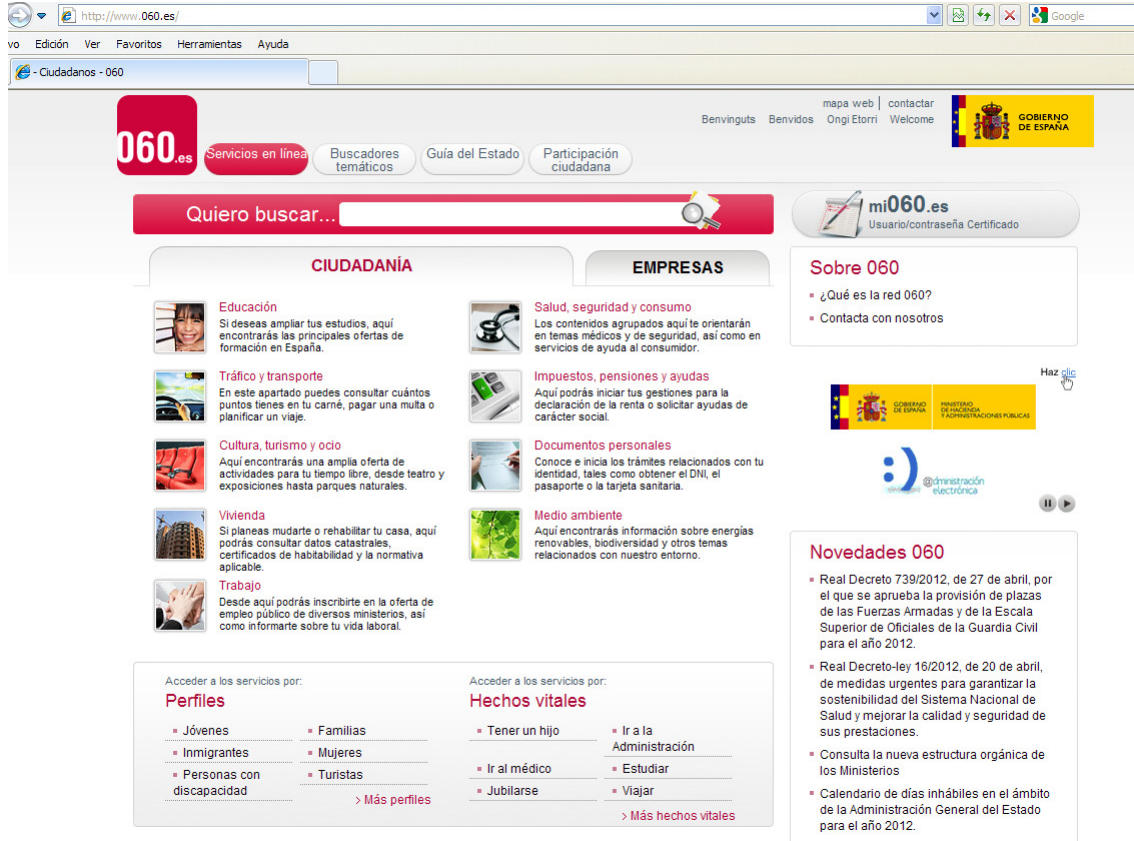 http://www.060.es/
Google
vo Edición Ver Favoritos Herramientas Ayuda
- Ciudadanos - 060
mapa web | contactar
Benvinguts Benvidos Ongi Etorri Welcome
GOBIERNO
DE ESPAÑA
060.es
Servicios en línea
Buscadores
temáticos
Guía del Estado
Participación
ciudadana
Quiero buscar...
mi060.es
Usuario/contraseña Certificado
CIUDADANÍA
EMPRESAS
Educación
Si deseas ampliar tus estudios, aquí
encontrarás las principales ofertas de
formación en España.
Salud, seguridad y consumo
Los contenidos agrupados aquí te orientarán
en temas médicos y de seguridad, así como en
servicios de ayuda al consumidor.
Tráfico y transporte
En este apartado puedes consultar cuántos
puntos tienes en tu carné, pagar una multa o
planificar un viaje.
Impuestos, pensiones y ayudas
Aquí podrás iniciar tus gestiones para la
declaración de la renta o solicitar ayudas de
carácter social.
Cultura, turismo y ocio
Aquí encontrarás una amplia oferta de
actividades para tu tiempo libre, desde teatro y
exposiciones hasta parques naturales.
Documentos personales
Conoce e inicia los trámites relacionados con tu
identidad, tales como obtener el DNI, el
pasaporte o la tarjeta sanitaria.
Vivienda
Si planeas mudarte o rehabilitar tu casa, aquí
podrás consultar datos catastrales,
certificados de habitabilidad y la normativa
aplicable.
Medio ambiente
Aquí encontrarás información sobre energías
renovables, biodiversidad y otros temas
relacionados con nuestro entorno.
Trabajo
Desde aquí podrás inscribirte en la oferta de
empleo público de diversos ministerios, así
como informarte sobre tu vida laboral.
Acceder a los servicios por:
Perfiles
Jóvenes
Familias
Inmigrantes
Mujeres
Personas con
discapacidad
Turistas
> Más perfiles
Acceder a los servicios por:
Hechos vitales
Tener un hijo
Ir a la
Administración
Ir al médico
Estudiar
Jubilarse
Viajar
> Más hechos vitales
Sobre 060
¿Qué es la red 060?
Contacta con nosotros
Haz clic
GOBIERNO
DE ESPAÑA
MINISTERIO
DE HACIENDA
Y ADMINISTRACIONES PÚBLICAS
:)
@dministración
electrónica
Novedades 060
Real Decreto 739/2012, de 27 de abril, por
el que se aprueba la provisión de plazas
de las Fuerzas Armadas y de la Escala
Superior de Oficiales de la Guardia Civil
para el año 2012.
Real Decreto-ley 16/2012, de 20 de abril,
de medidas urgentes para garantizar la
sostenibilidad del Sistema Nacional de
Salud y mejorar la calidad y seguridad de
sus prestaciones.
Consulta la nueva estructura orgánica de
los Ministerios
Calendario de días inhábiles en el ámbito
de la Administración General del Estado
para el año 2012.